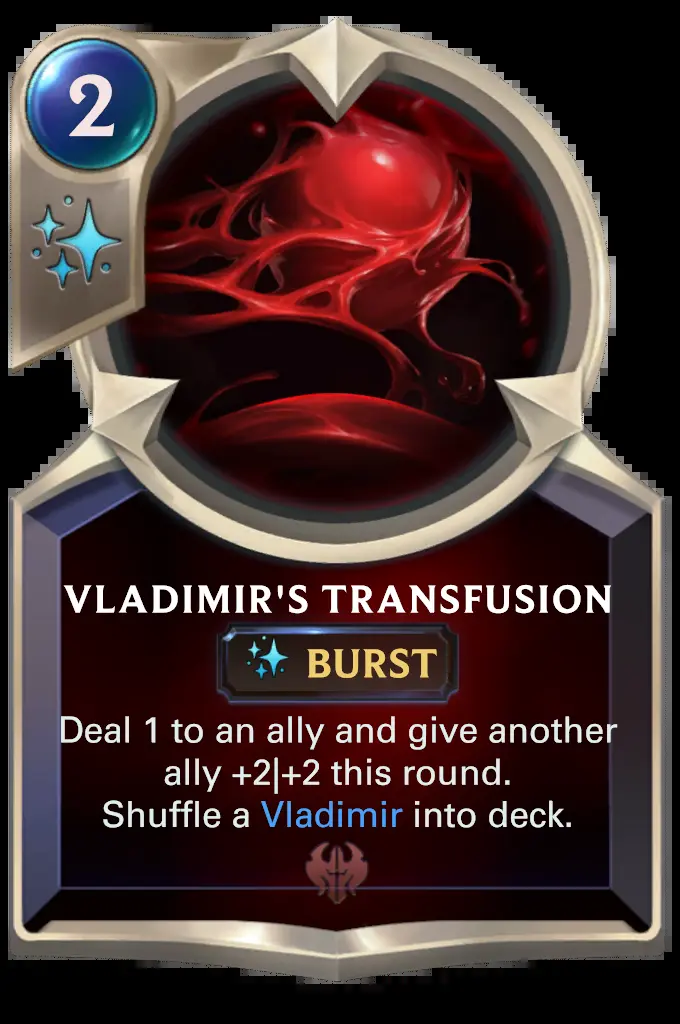 2
VLADIMIR'S TRANSFUSION
BURST
Deal 1 to an ally and give another
ally +2|+2 this round.
Shuffle a Vladimir into deck.